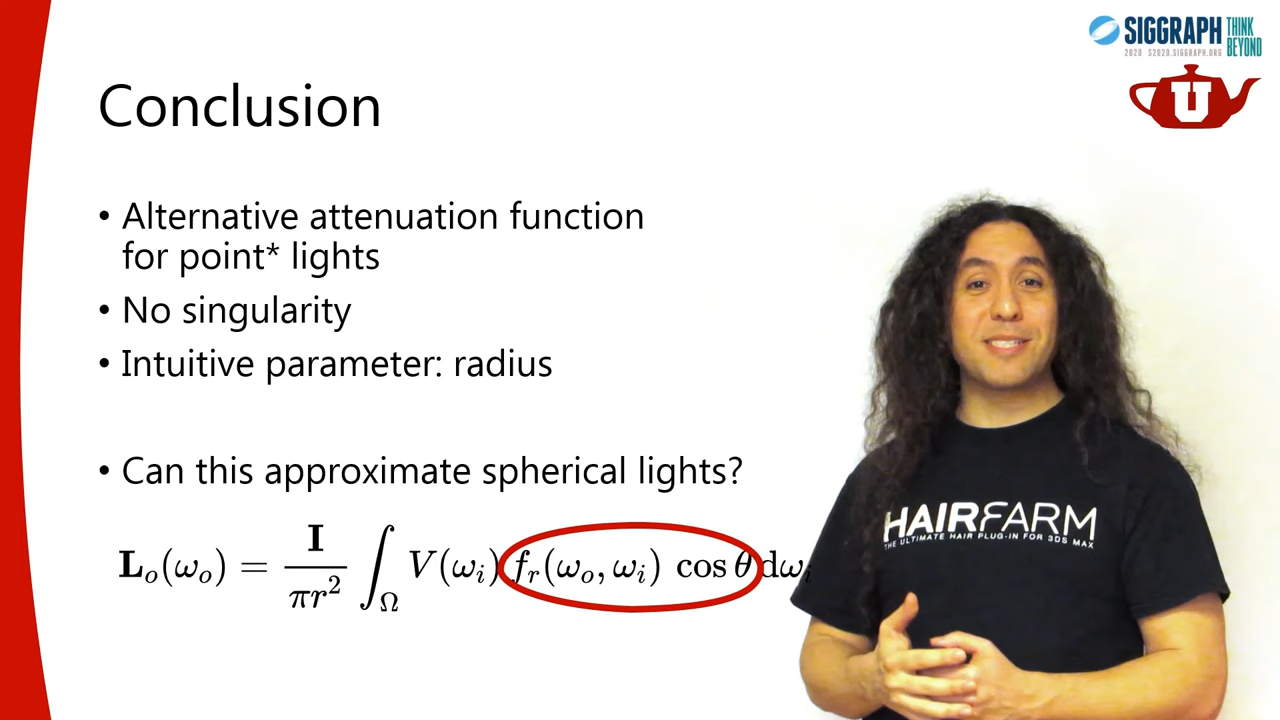 SIGGRAPH THINK BEYOND
2020 S2020.SIGGRAPH.ORG
U
Conclusion
• Alternative attenuation function
for point* lights
• No singularity
• Intuitive parameter: radius
• Can this approximate spherical lights?
L_o(ω_o) = I/(πr²) ∫_Ω V(ω_i) f_r(ω_o, ω_i) cos θ dω_i
HAIRFARM
THE ULTIMATE HAIR PLUG-IN FOR 3DS MAX